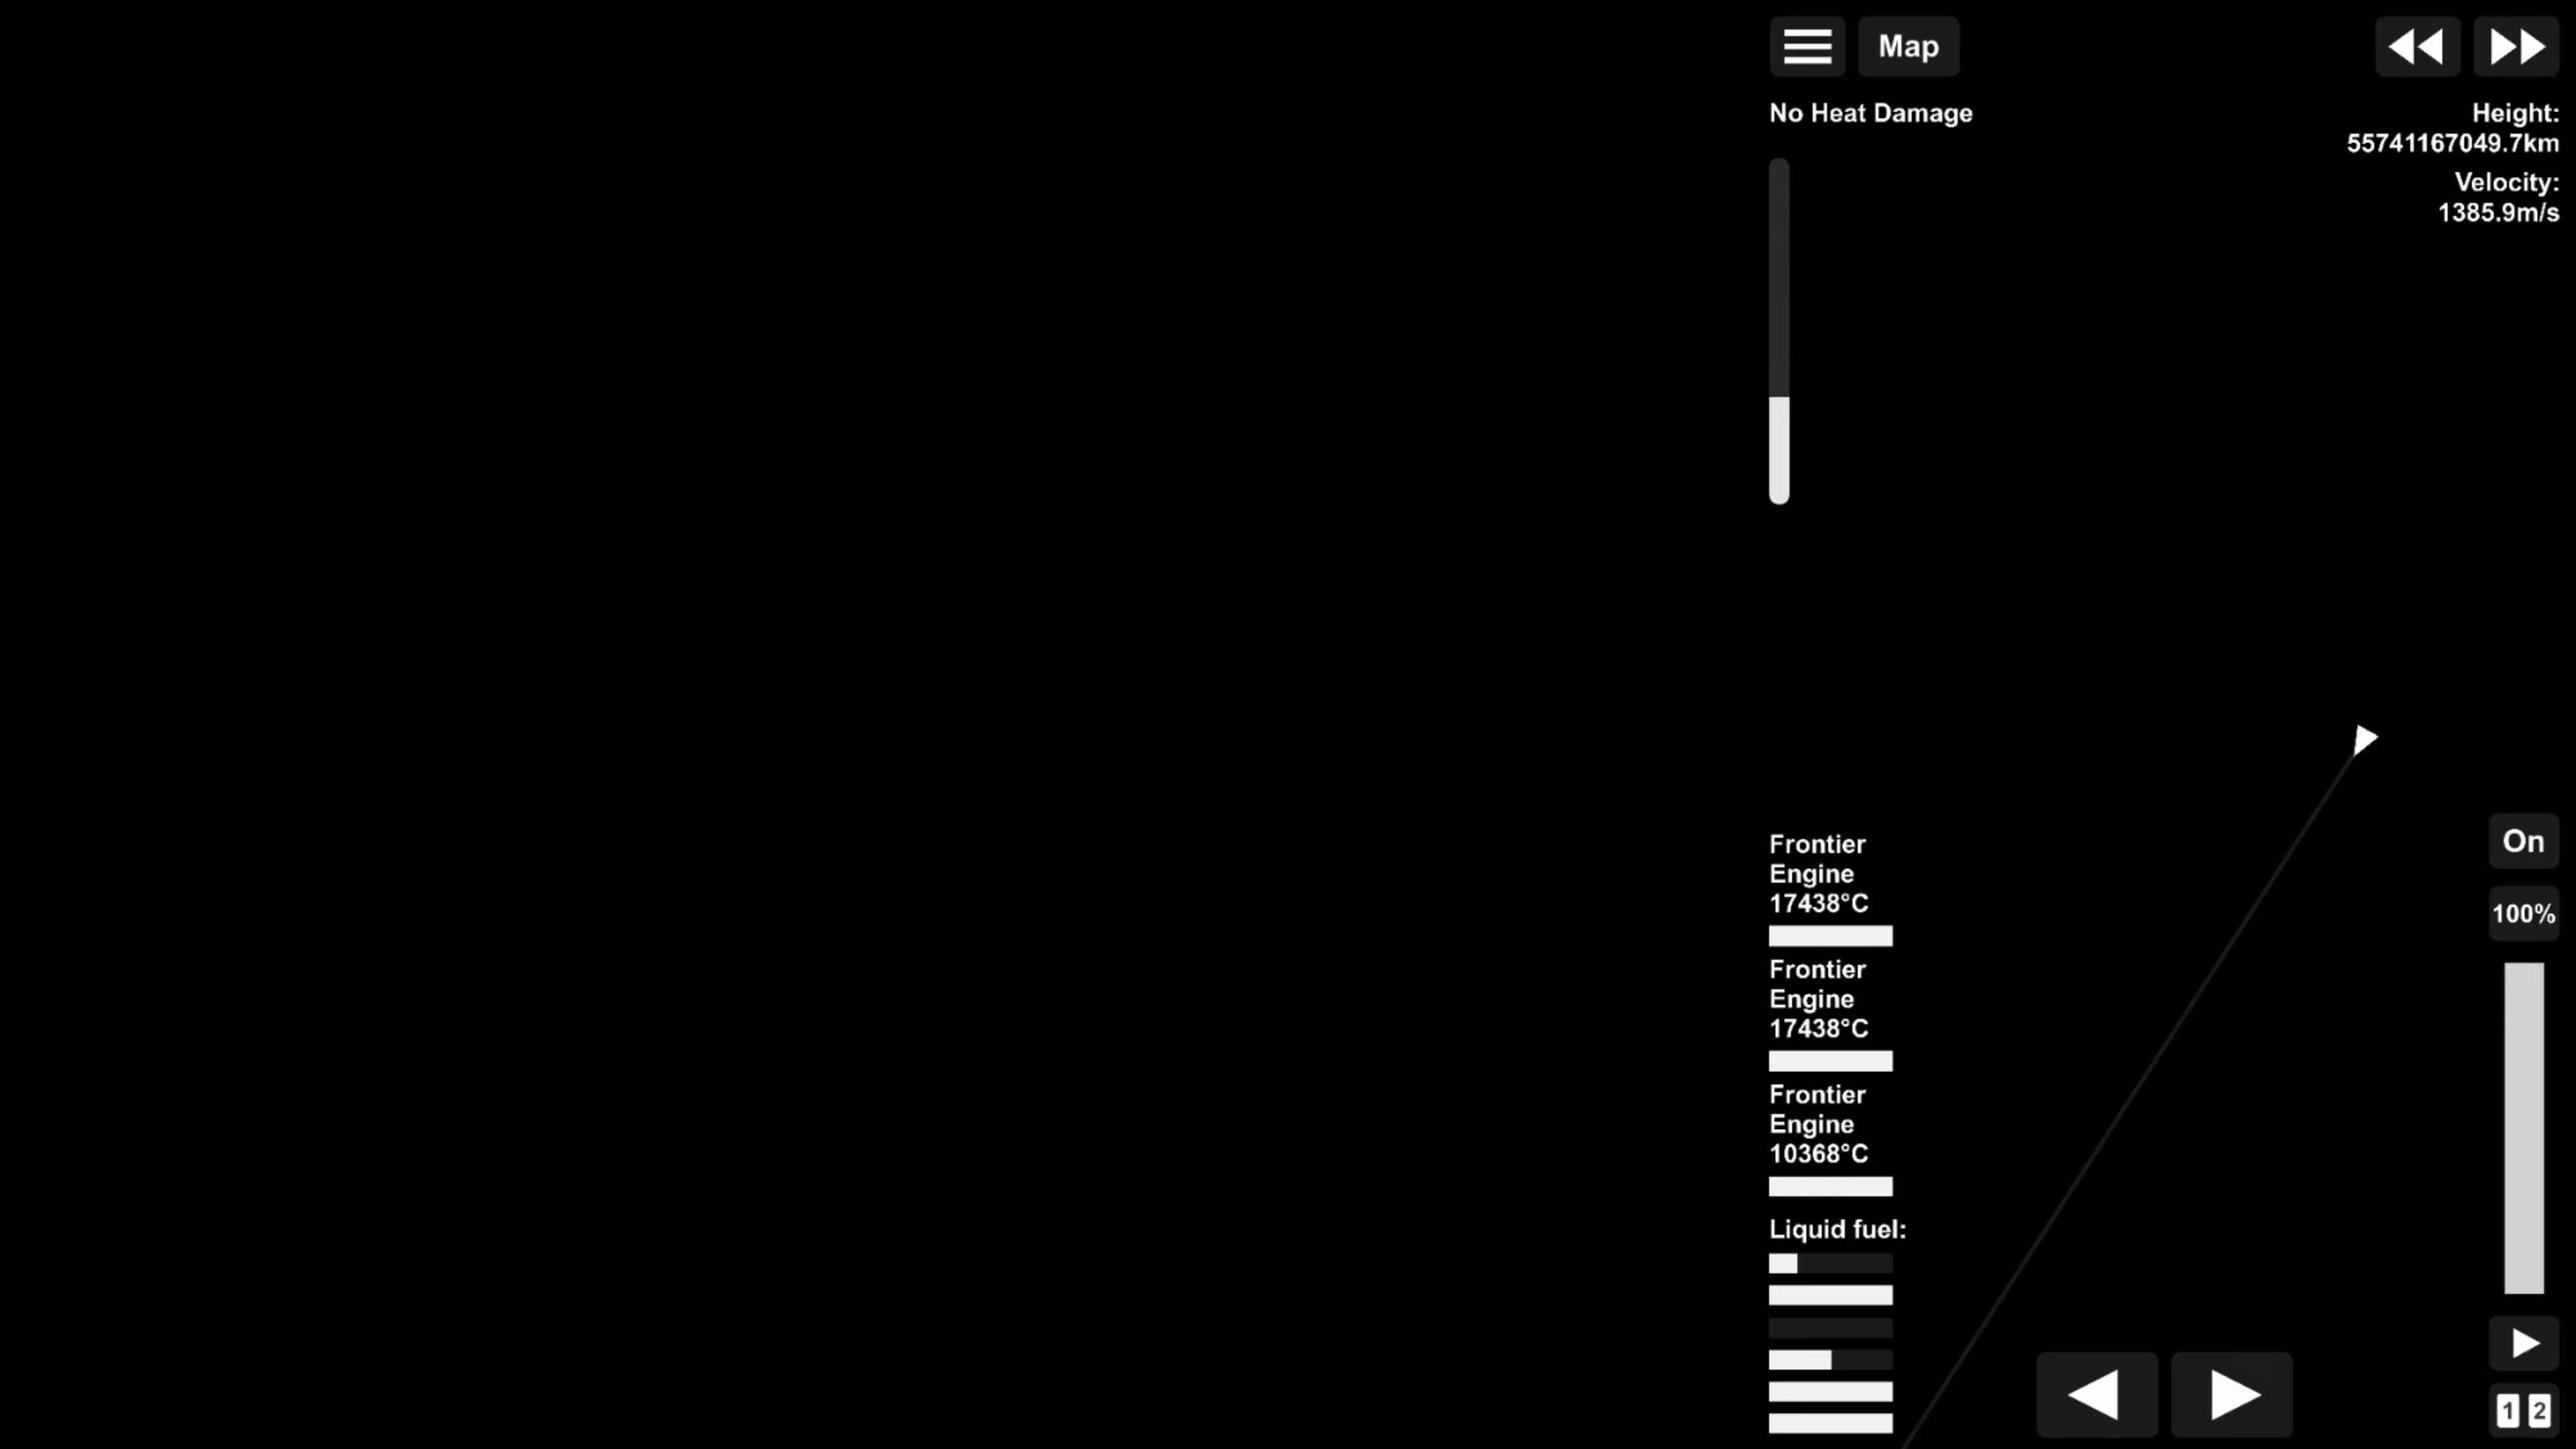 Map
No Heat Damage
Height:
55741167049.7km
Velocity:
1385.9m/s
Frontier
Engine
17438°C
Frontier
Engine
17438°C
Frontier
Engine
10368°C
Liquid fuel:
On
100%
1 2